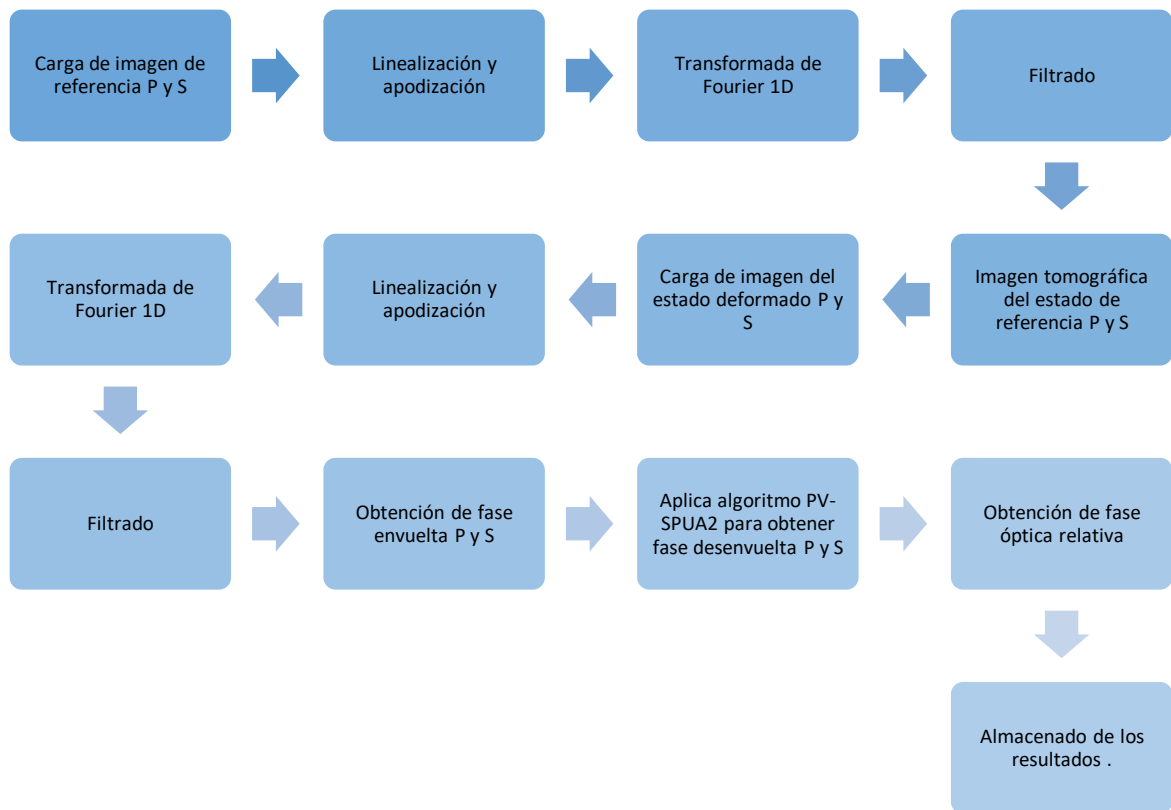 Carga de imagen de
referencia P y S
Linealización y
apodización
Transformada de
Fourier 1D
Filtrado
Imagen tomográfica
del estado de
referencia P y S
Carga de imagen del
estado deformado P y
S
Linealización y
apodización
Transformada de
Fourier 1D
Filtrado
Obtención de fase
envuelta P y S
Aplica algoritmo PV-
SPUA2 para obtener
fase desenvuelta P y S
Obtención de fase
óptica relativa
Almacenado de los
resultados .